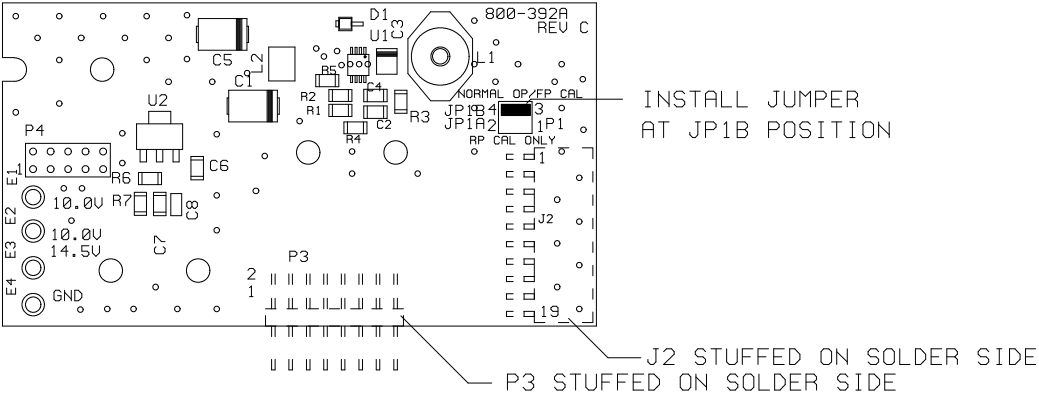 800-392A
REV C
D1
U1
C3
C5
L2
L1
R5
C4
C1
R2
R1
R3
C2
R4
U2
NORMAL OP/FP CAL
JP1B 4 3
JP1A 2 1 P1
RP CAL ONLY
INSTALL JUMPER
AT JP1B POSITION
P4
1
C6
R6
R7
C8
C7
E1
10.0V
E2
10.0V
E3
14.5V
E4
GND
P3
2
1
1
J2
19
J2 STUFFED ON SOLDER SIDE
P3 STUFFED ON SOLDER SIDE